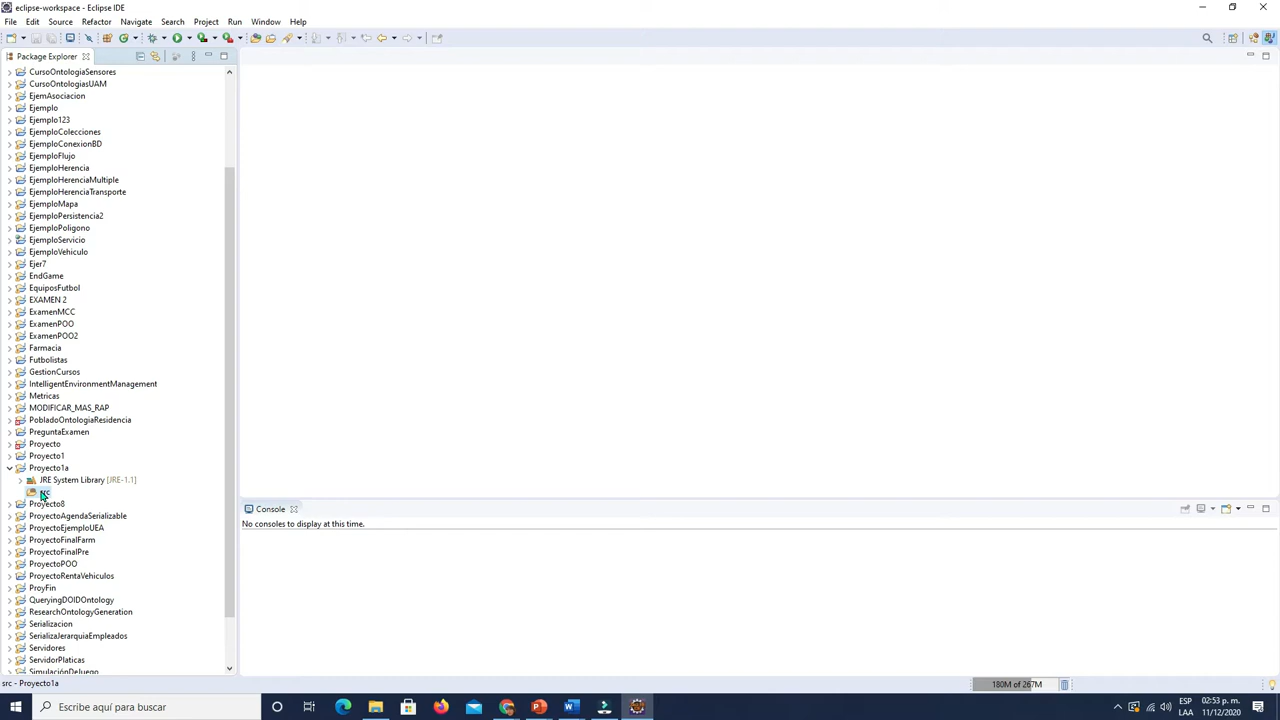 eclipse-workspace - Eclipse IDE
File Edit Source Refactor Navigate Search Project Run Window Help
Package Explorer
CursoOntologiaSensores
CursoOntologiasUAM
EjemAsociacion
Ejemplo
Ejemplo123
EjemploColecciones
EjemploConexionBD
EjemploFlujo
EjemploHerencia
EjemploHerenciaMultiple
EjemploHerenciaTransporte
EjemploMapa
EjemploPersistencia2
EjemploPoligono
EjemploServicio
EjemploVehiculo
Ejer7
EndGame
EquiposFutbol
EXAMEN 2
ExamenMCC
ExamenPOO
ExamenPOO2
Farmacia
Futbolistas
GestionCursos
IntelligentEnvironmentManagement
Metricas
MODIFICAR_MAS_RAP
PobladoOntologiaResidencia
PreguntaExamen
Proyecto
Proyecto1
Proyecto1a
JRE System Library [JRE-1.1]
src
Proyecto8
ProyectoAgendaSerializable
ProyectoEjemploUEA
ProyectoFinalFarm
ProyectoFinalPre
ProyectoPOO
ProyectoRentaVehiculos
ProyFin
QueryingDOIDOntology
ResearchOntologyGeneration
Serializacion
SerializaJerarquiaEmpleados
Servidores
ServidorPlaticas
SimulaciónDeJuego
Console
No consoles to display at this time.
src - Proyecto1a
180M of 267M
Escribe aquí para buscar
ESP
LAA
02:53 p. m.
11/12/2020